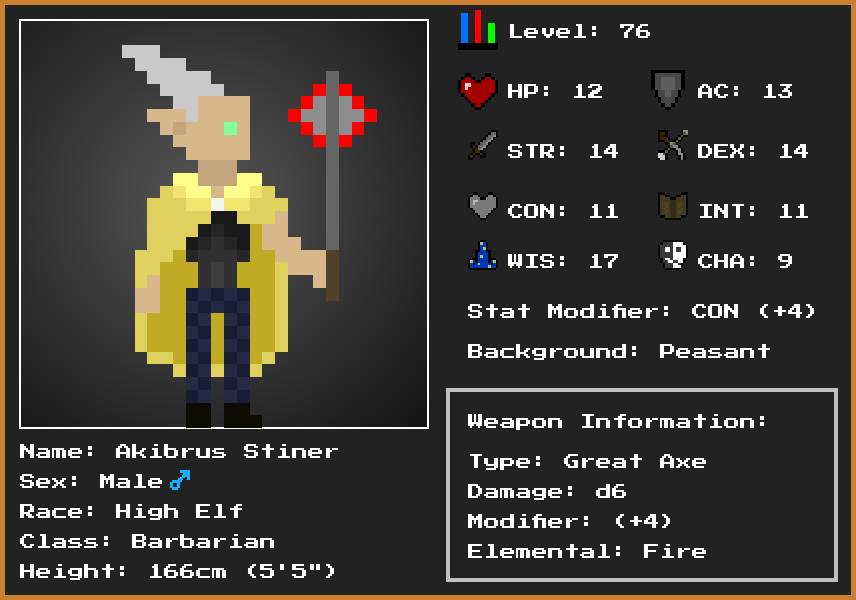 Level: 76
HP: 12 AC: 13
STR: 14 DEX: 14
CON: 11 INT: 11
WIS: 17 CHA: 9
Stat Modifier: CON (+4)
Background: Peasant
Weapon Information:
Type: Great Axe
Damage: d6
Modifier: (+4)
Elemental: Fire
Name: Akibrus Stiner
Sex: Male ♂
Race: High Elf
Class: Barbarian
Height: 166cm (5'5")